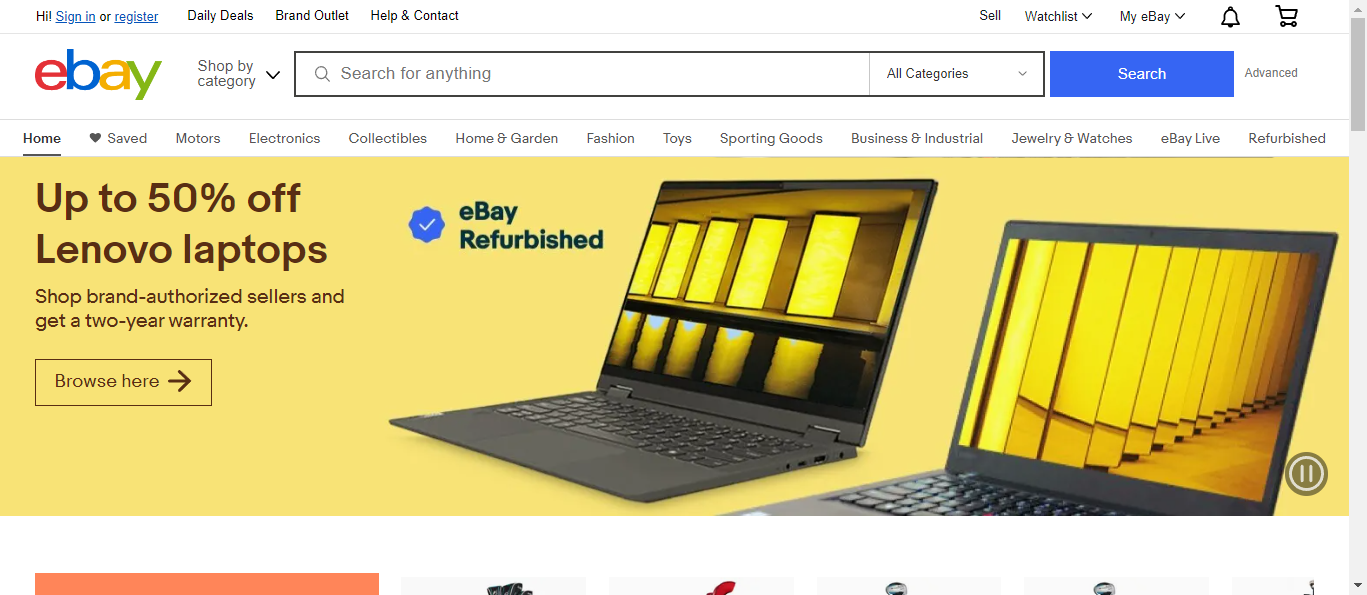 Hi! Sign in or register
Daily Deals
Brand Outlet
Help & Contact
Sell
Watchlist
My eBay
ebay
Shop by
category
Search for anything
All Categories
Search
Advanced
Home
Saved
Motors
Electronics
Collectibles
Home & Garden
Fashion
Toys
Sporting Goods
Business & Industrial
Jewelry & Watches
eBay Live
Refurbished
Up to 50% off
Lenovo laptops
Shop brand-authorized sellers and
get a two-year warranty.
Browse here
eBay
Refurbished